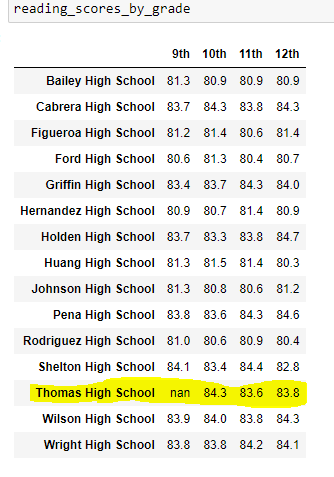 reading_scores_by_grade
9th 10th 11th 12th
Bailey High School 81.3 80.9 80.9 80.9
Cabrera High School 83.7 84.3 83.8 84.3
Figueroa High School 81.2 81.4 80.6 81.4
Ford High School 80.6 81.3 80.4 80.7
Griffin High School 83.4 83.7 84.3 84.0
Hernandez High School 80.9 80.7 81.4 80.9
Holden High School 83.7 83.3 83.8 84.7
Huang High School 81.3 81.5 81.4 80.3
Johnson High School 81.3 80.8 80.6 81.2
Pena High School 83.8 83.6 84.3 84.6
Rodriguez High School 81.0 80.6 80.9 80.4
Shelton High School 84.1 83.4 84.4 82.8
Thomas High School nan 84.3 83.6 83.8
Wilson High School 83.9 84.0 83.8 84.3
Wright High School 83.8 83.8 84.2 84.1